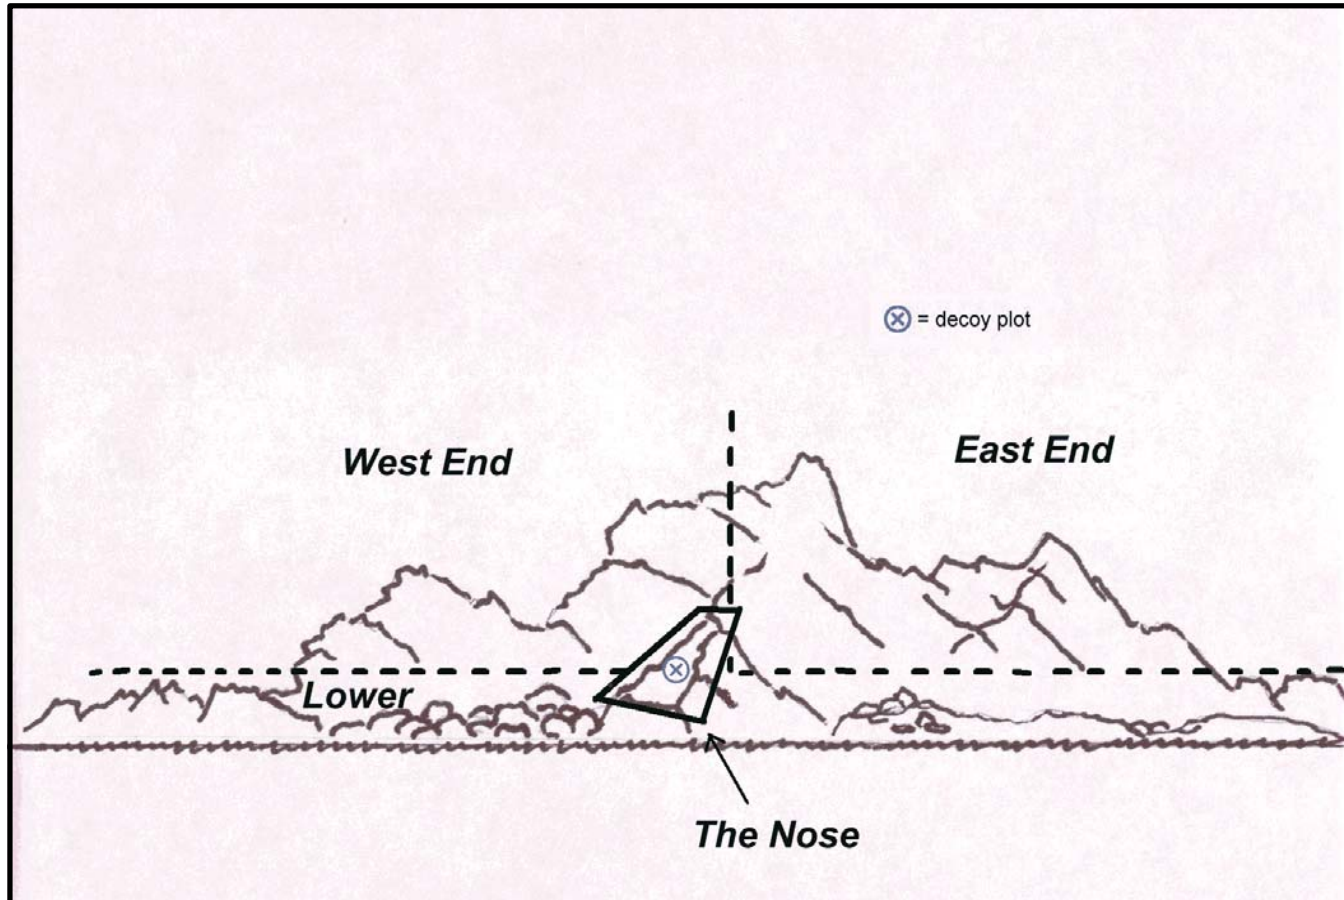 = decoy plot
West End
East End
Lower
The Nose